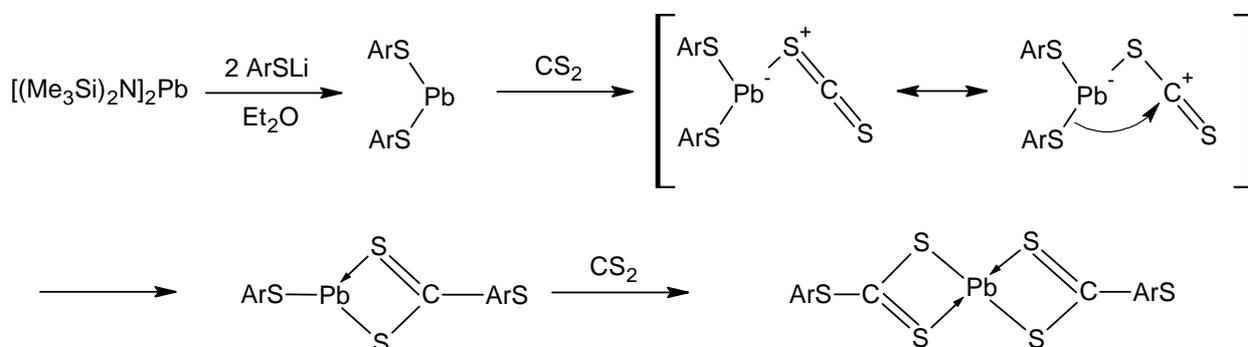 [(Me3Si)2N]2Pb 2 ArSLi Et2O ArS Pb ArS CS2 ArS Pb - ArS S + C S ArS Pb - ArS S C + S
ArS Pb S S C ArS CS2 ArS C S S Pb S S C ArS